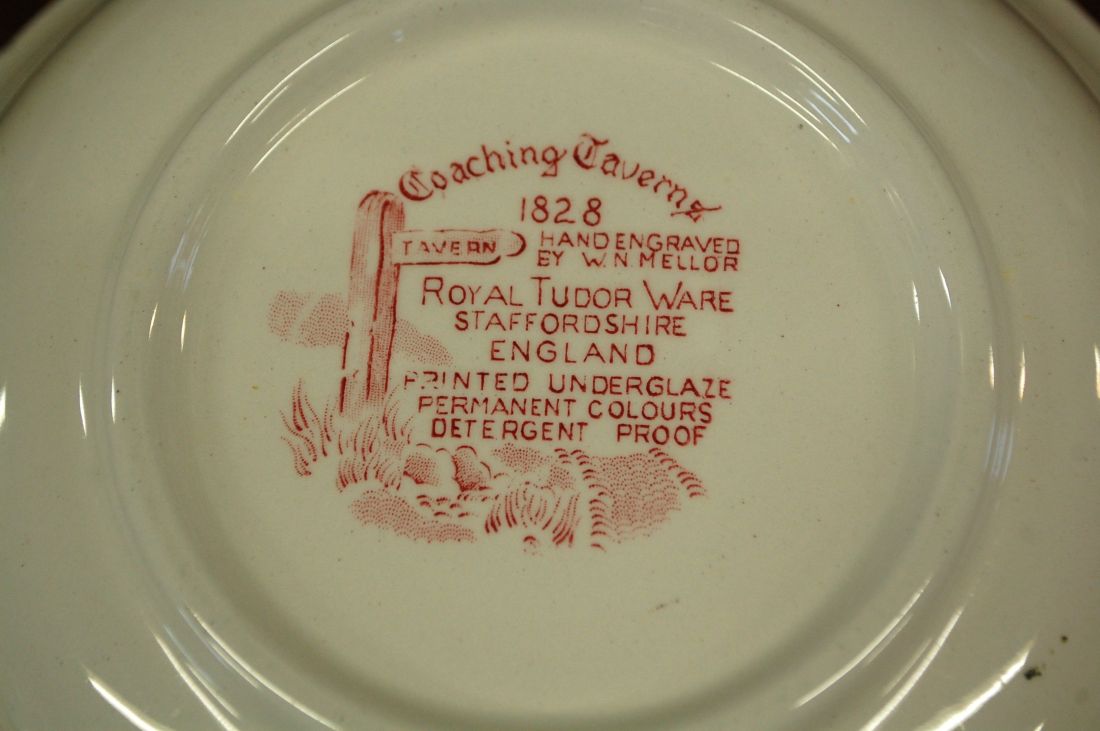 Coaching Taverns
1828
TAVERN
HAND ENGRAVED
BY W. N. MELLOR
ROYAL TUDOR WARE
STAFFORDSHIRE
ENGLAND
PRINTED UNDERGLAZE
PERMANENT COLOURS
DETERGENT PROOF